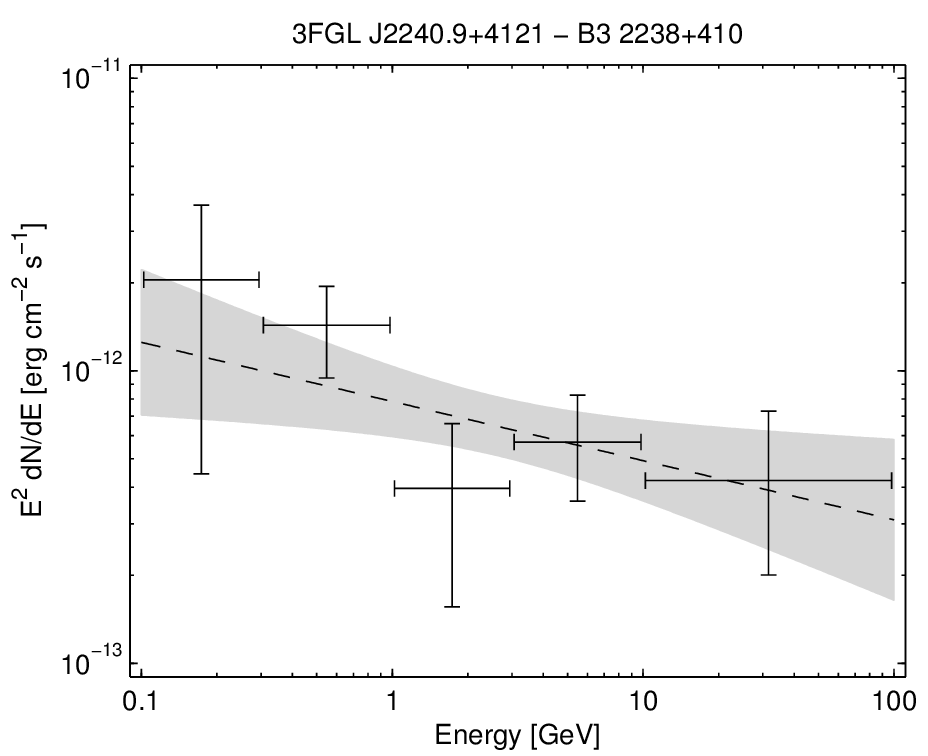 3FGL J2240.9+4121 − B3 2238+410
10⁻¹¹
10⁻¹²
10⁻¹³
E² dN/dE [erg cm⁻² s⁻¹]
0.1 1 10 100
Energy [GeV]